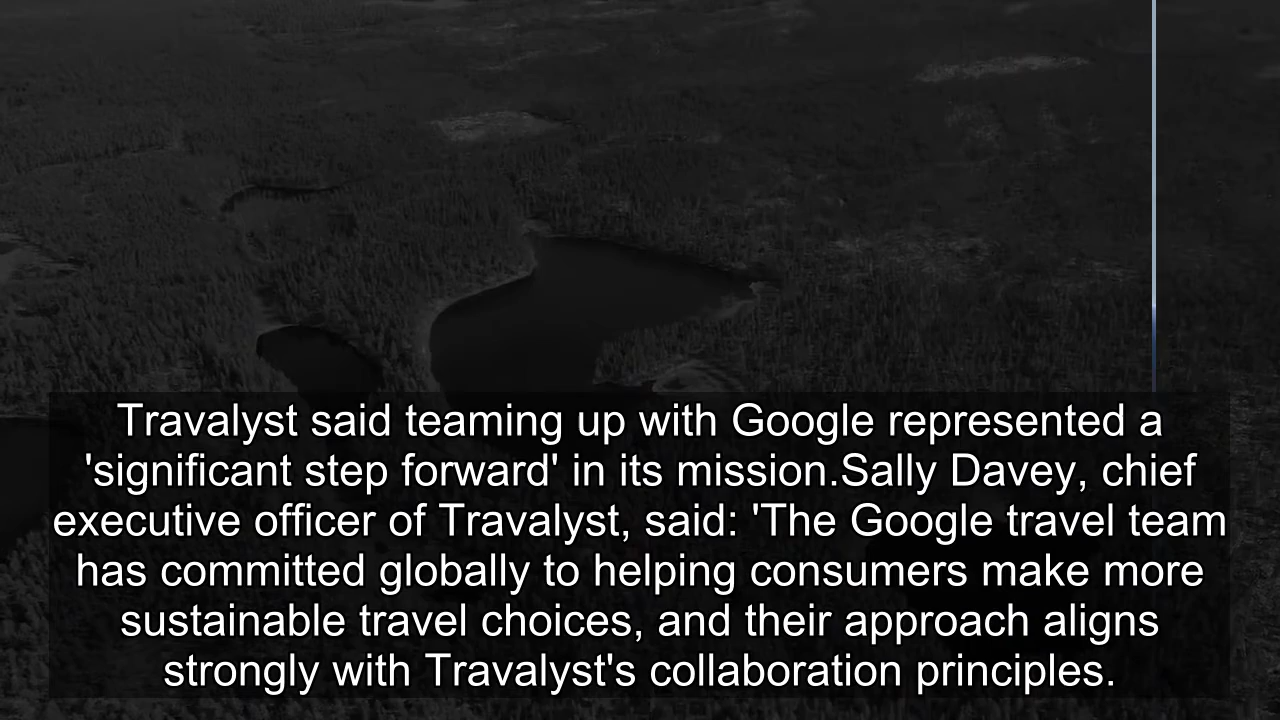 Travalyst said teaming up with Google represented a
'significant step forward' in its mission.Sally Davey, chief
executive officer of Travalyst, said: 'The Google travel team
has committed globally to helping consumers make more
sustainable travel choices, and their approach aligns
strongly with Travalyst's collaboration principles.